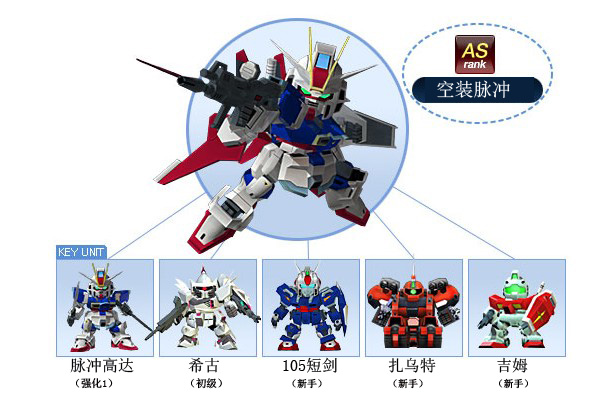 AS
rank
空装脉冲
KEY UNIT
脉冲高达
（强化1）
希古
（初级）
105短剑
（新手）
扎乌特
（新手）
吉姆
（新手）